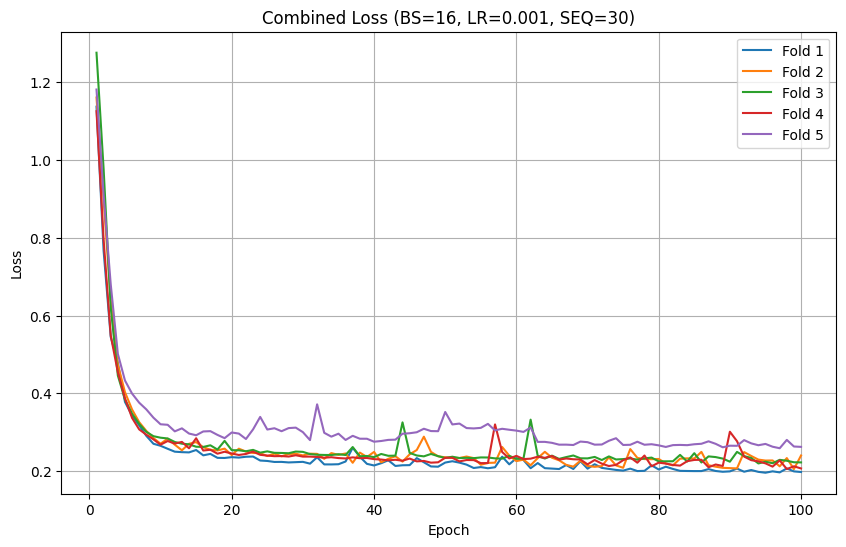 Combined Loss (BS=16, LR=0.001, SEQ=30)
Fold 1
Fold 2
Fold 3
Fold 4
Fold 5
Loss
1.2
1.0
0.8
0.6
0.4
0.2
0
20
40
60
80
100
Epoch